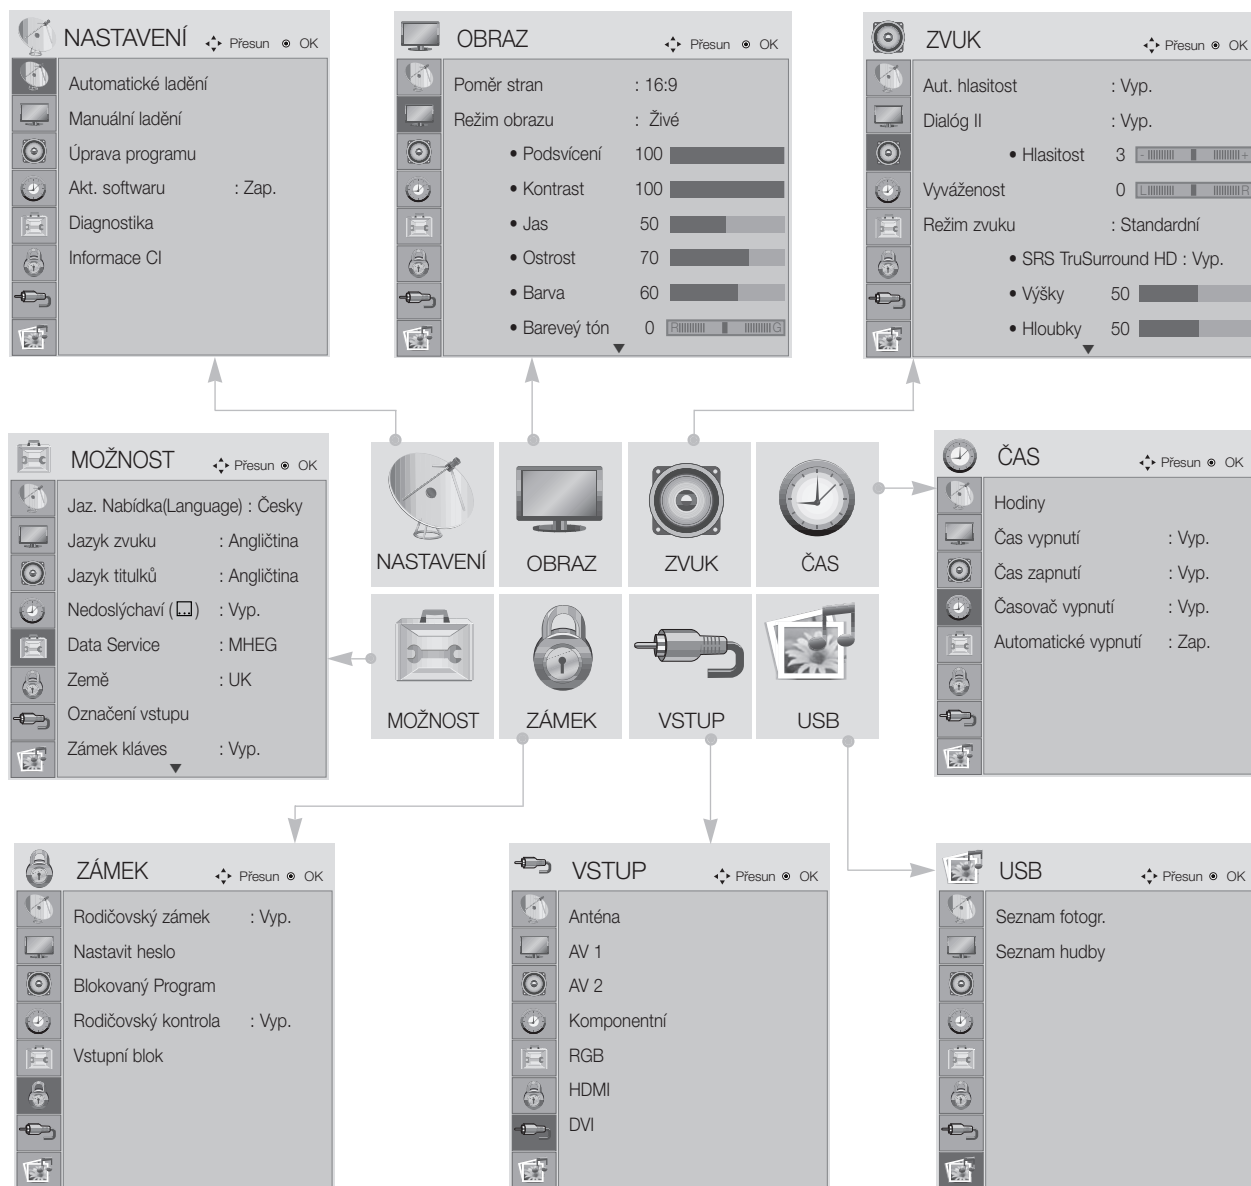 NASTAVENÍ Přesun OK
Automatické ladění
Manuální ladění
Úprava programu
Akt. softwaru : Zap.
Diagnostika
Informace CI
OBRAZ Přesun OK
Poměr stran : 16:9
Režim obrazu : Živé
• Podsvícení 100
• Kontrast 100
• Jas 50
• Ostrost 70
• Barva 60
• Bareveý tón 0 R G
ZVUK Přesun OK
Aut. hlasitost : Vyp.
Dialóg II : Vyp.
• Hlasitost 3 - +
Vyváženost 0 L R
Režim zvuku : Standardní
• SRS TruSurround HD : Vyp.
• Výšky 50
• Hloubky 50
MOŽNOST Přesun OK
Jaz. Nabídka(Language) : Česky
Jazyk zvuku : Angličtina
Jazyk titulků : Angličtina
Nedoslýchaví ( ) : Vyp.
Data Service : MHEG
Země : UK
Označení vstupu
Zámek kláves : Vyp.
NASTAVENÍ
OBRAZ
ZVUK
ČAS
MOŽNOST
ZÁMEK
VSTUP
USB
ČAS Přesun OK
Hodiny
Čas vypnutí : Vyp.
Čas zapnutí : Vyp.
Časovač vypnutí : Vyp.
Automatické vypnutí : Zap.
ZÁMEK Přesun OK
Rodičovský zámek : Vyp.
Nastavit heslo
Blokovaný Program
Rodičovský kontrola : Vyp.
Vstupní blok
VSTUP Přesun OK
Anténa
AV 1
AV 2
Komponentní
RGB
HDMI
DVI
USB Přesun OK
Seznam fotogr.
Seznam hudby